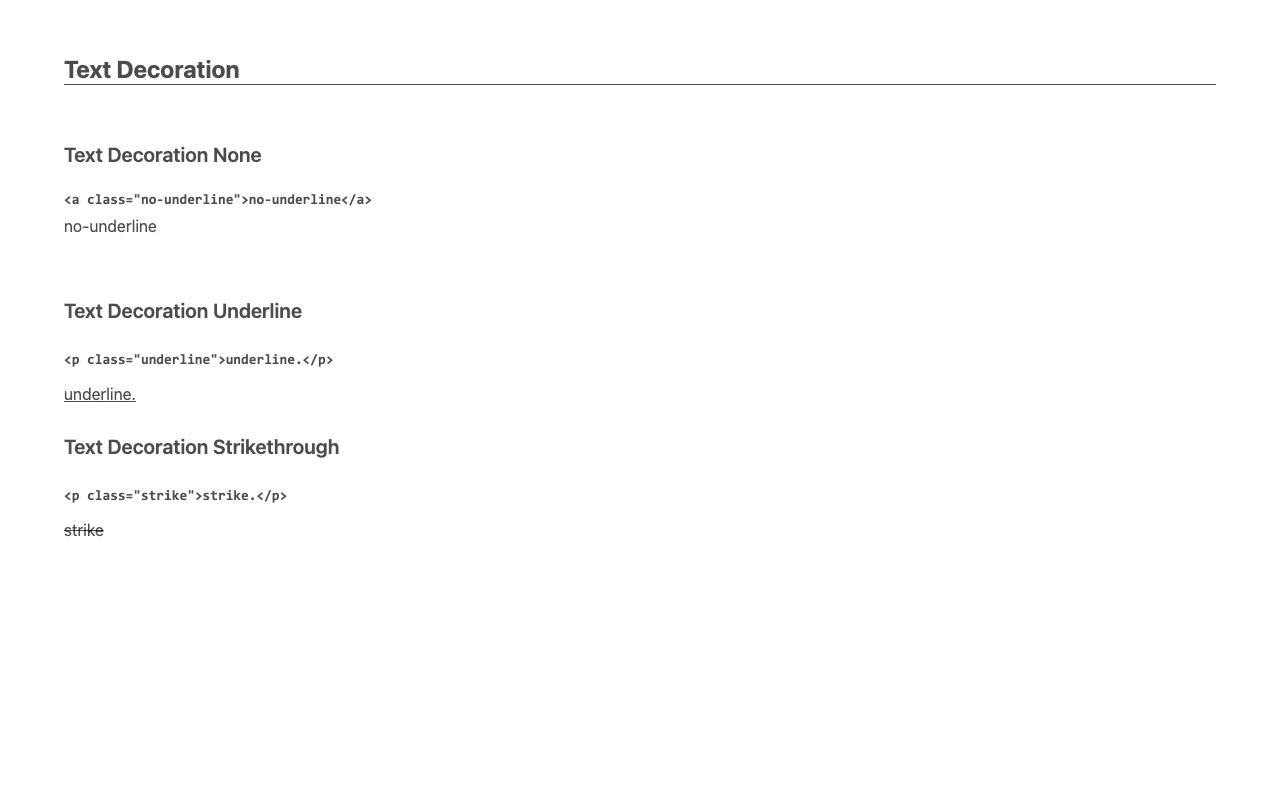 Text Decoration
Text Decoration None
<a class="no-underline">no-underline</a>
no-underline
Text Decoration Underline
<p class="underline">underline.</p>
underline.
Text Decoration Strikethrough
<p class="strike">strike.</p>
strike